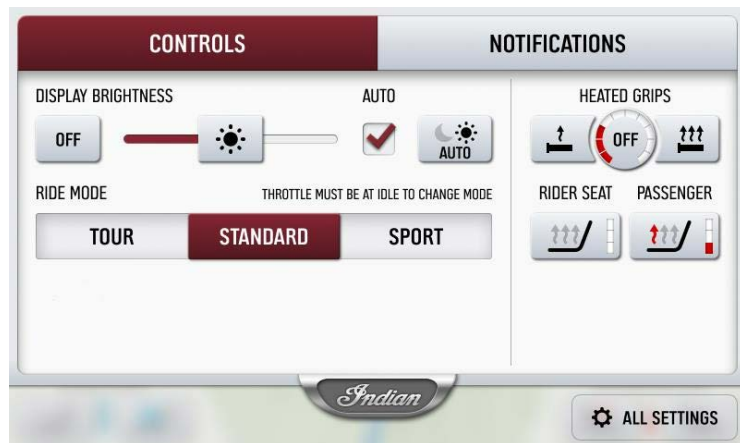 CONTROLS
NOTIFICATIONS
DISPLAY BRIGHTNESS
AUTO
HEATED GRIPS
OFF
AUTO
OFF
RIDE MODE
THROTTLE MUST BE AT IDLE TO CHANGE MODE
RIDER SEAT
PASSENGER
TOUR
STANDARD
SPORT
Indian
ALL SETTINGS